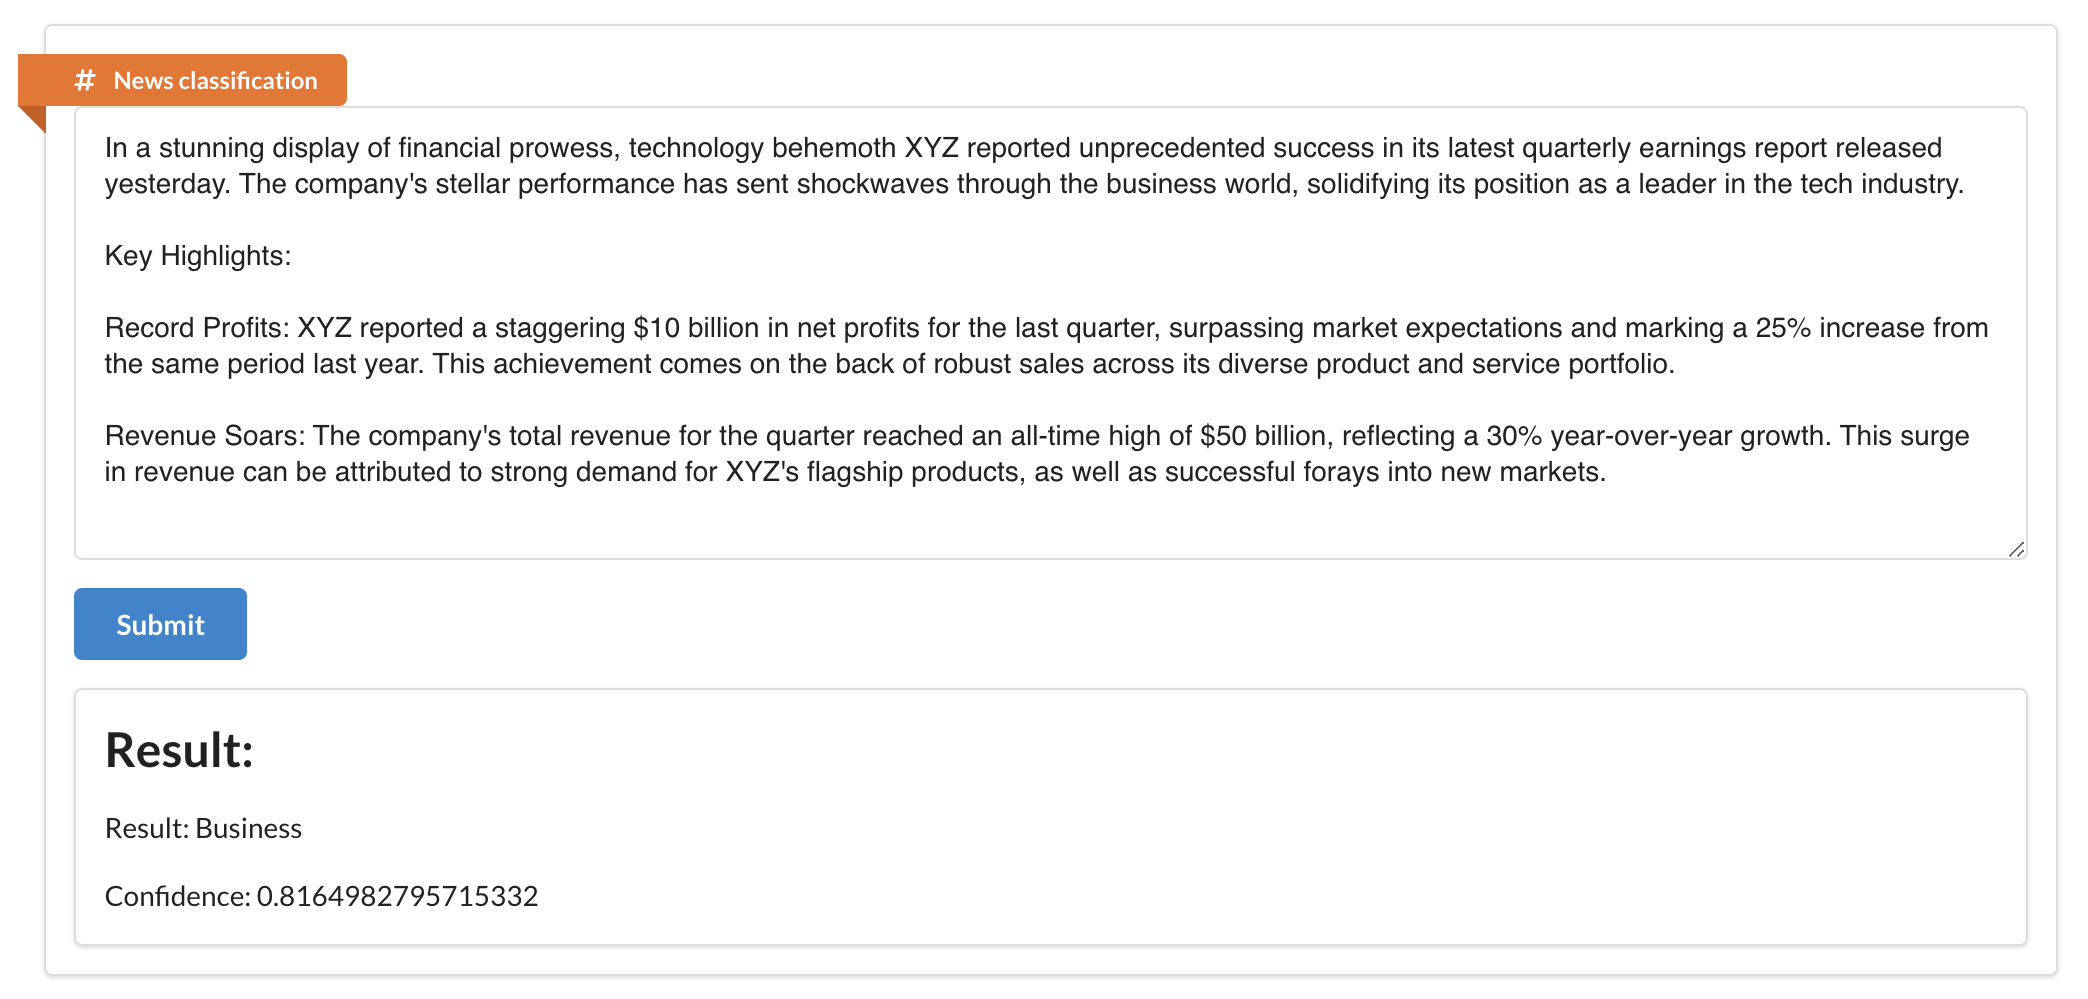 # News classification
In a stunning display of financial prowess, technology behemoth XYZ reported unprecedented success in its latest quarterly earnings report released
yesterday. The company's stellar performance has sent shockwaves through the business world, solidifying its position as a leader in the tech industry.
Key Highlights:
Record Profits: XYZ reported a staggering $10 billion in net profits for the last quarter, surpassing market expectations and marking a 25% increase from
the same period last year. This achievement comes on the back of robust sales across its diverse product and service portfolio.
Revenue Soars: The company's total revenue for the quarter reached an all-time high of $50 billion, reflecting a 30% year-over-year growth. This surge
in revenue can be attributed to strong demand for XYZ's flagship products, as well as successful forays into new markets.
Submit
Result:
Result: Business
Confidence: 0.8164982795715332